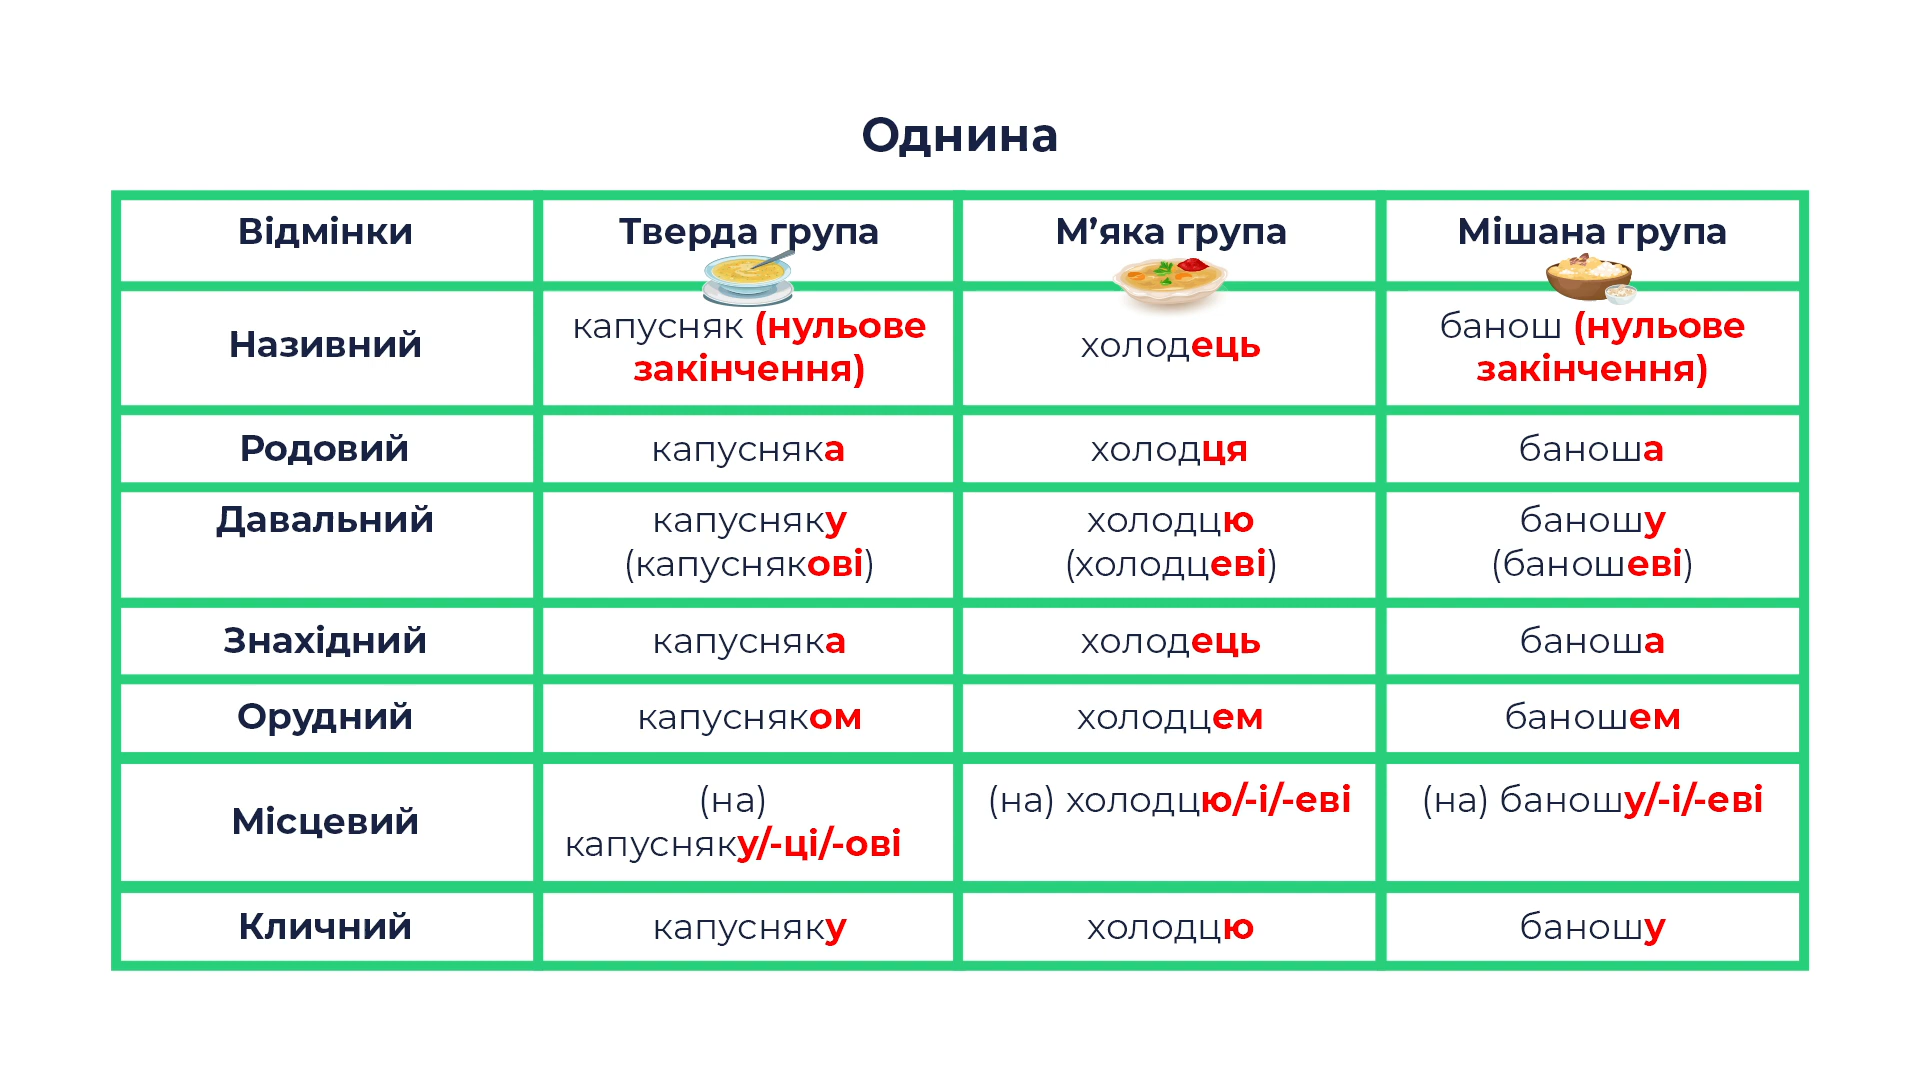 Однина
Відмінки Тверда група М’яка група Мішана група
Називний капусняк (нульове закінчення) холодець банош (нульове закінчення)
Родовий капусняка холодця баноша
Давальний капусняку (капуснякові) холодцю (холодцеві) баношу (баношеві)
Знахідний капусняка холодець баноша
Орудний капусняком холодцем баношем
Місцевий (на) капусняку/-ці/-ові (на) холодцю/-і/-еві (на) баношу/-і/-еві
Кличний капусняку холодцю баношу